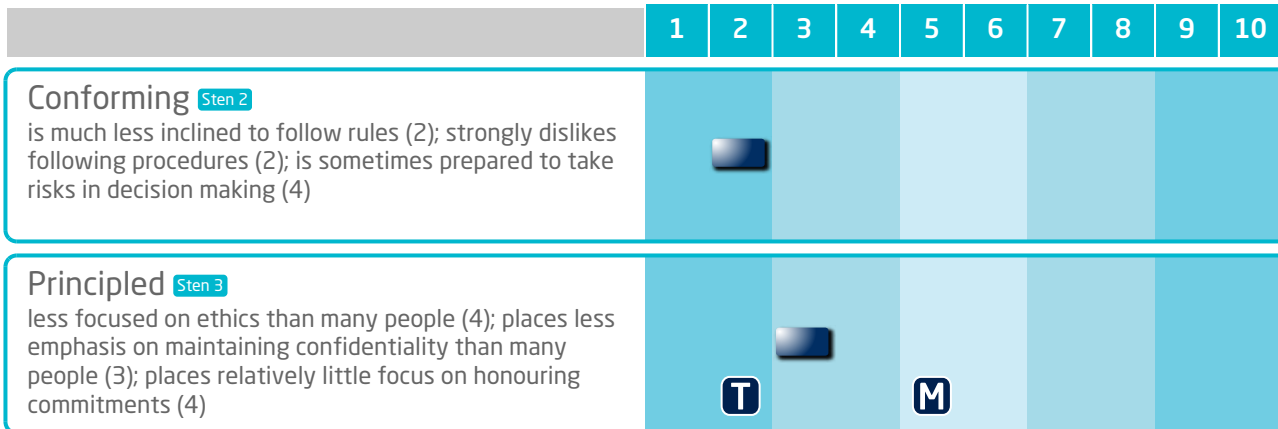 1 2 3 4 5 6 7 8 9 10
Conforming Sten 2
is much less inclined to follow rules (2); strongly dislikes
following procedures (2); is sometimes prepared to take
risks in decision making (4)
Principled Sten 3
less focused on ethics than many people (4); places less
emphasis on maintaining confidentiality than many
people (3); places relatively little focus on honouring
commitments (4)
T M